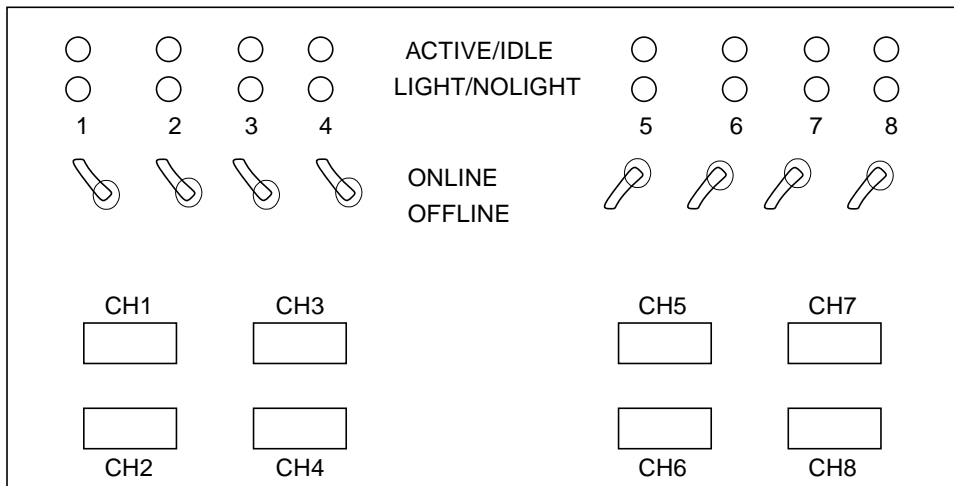 ACTIVE/IDLE
LIGHT/NOLIGHT
1 2 3 4 5 6 7 8
ONLINE
OFFLINE
CH1 CH3 CH5 CH7
CH2 CH4 CH6 CH8